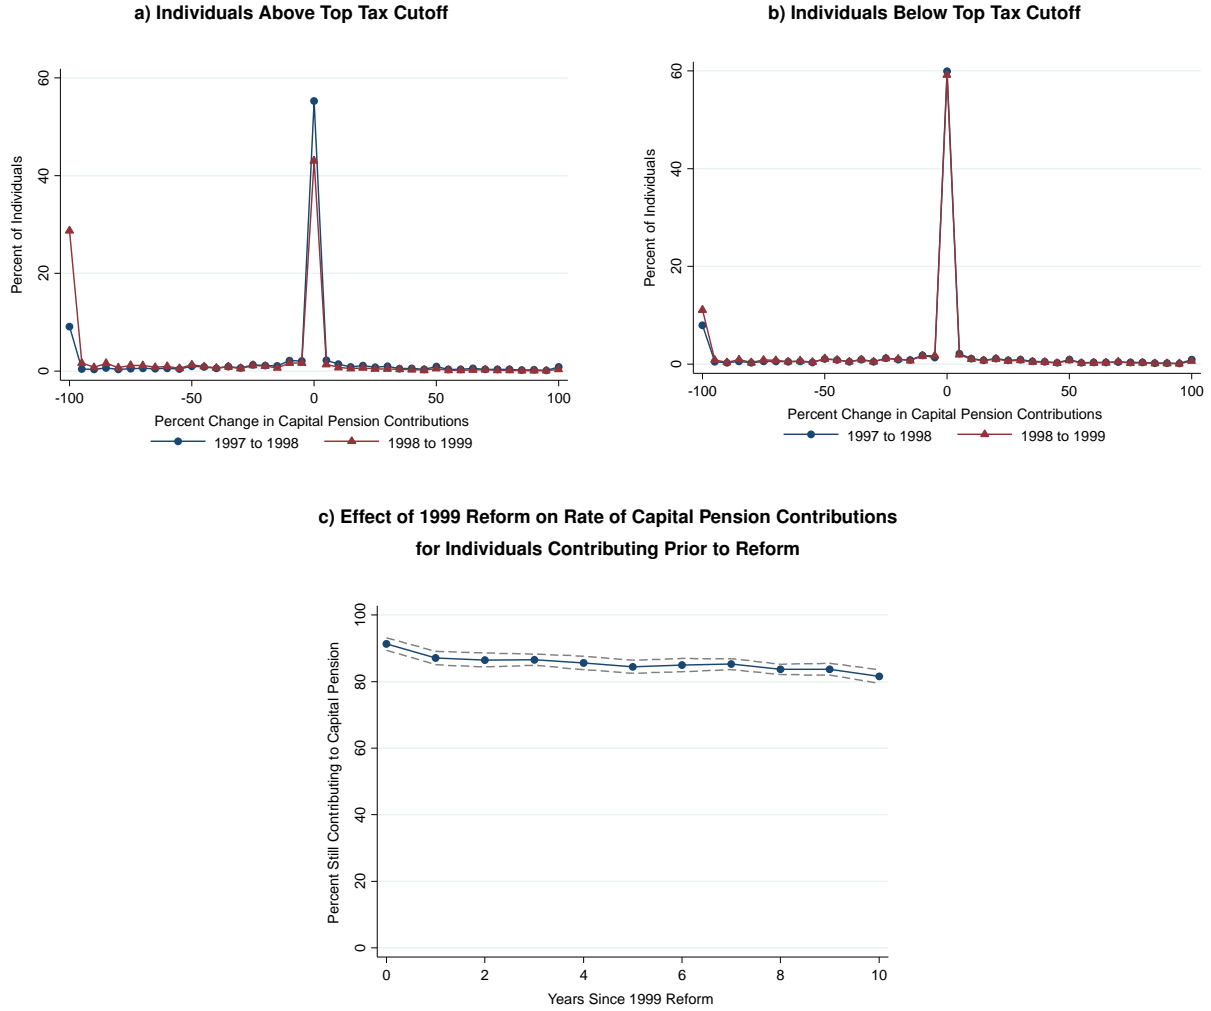 a) Individuals Above Top Tax Cutoff
Percent of Individuals
60
40
20
0
-100 -50 0 50 100
Percent Change in Capital Pension Contributions
1997 to 1998 1998 to 1999
b) Individuals Below Top Tax Cutoff
Percent of Individuals
60
40
20
0
-100 -50 0 50 100
Percent Change in Capital Pension Contributions
1997 to 1998 1998 to 1999
c) Effect of 1999 Reform on Rate of Capital Pension Contributions
for Individuals Contributing Prior to Reform
Percent Still Contributing to Capital Pension
100
80
60
40
20
0
0 2 4 6 8 10
Years Since 1999 Reform